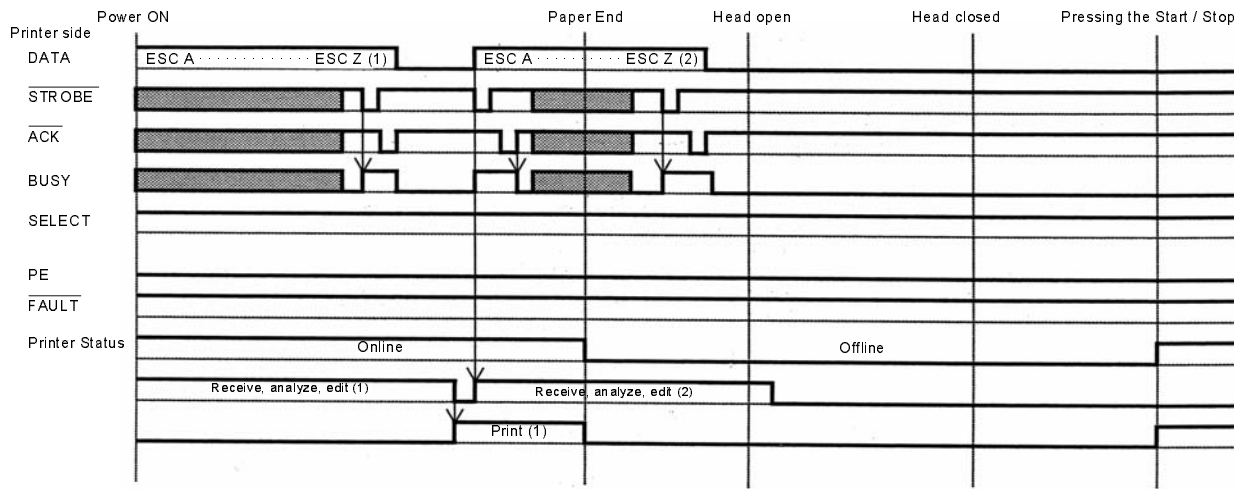 Power ON Paper End Head open Head closed Pressing the Start / Stop
Printer side
DATA ESC A · · · · · · · · · · · · · ESC Z (1) ESC A · · · · · · · · · · ESC Z (2)
STROBE
ACK
BUSY
SELECT
PE
FAULT
Printer Status Online Offline
Receive, analyze, edit (1) Receive, analyze, edit (2)
Print (1)